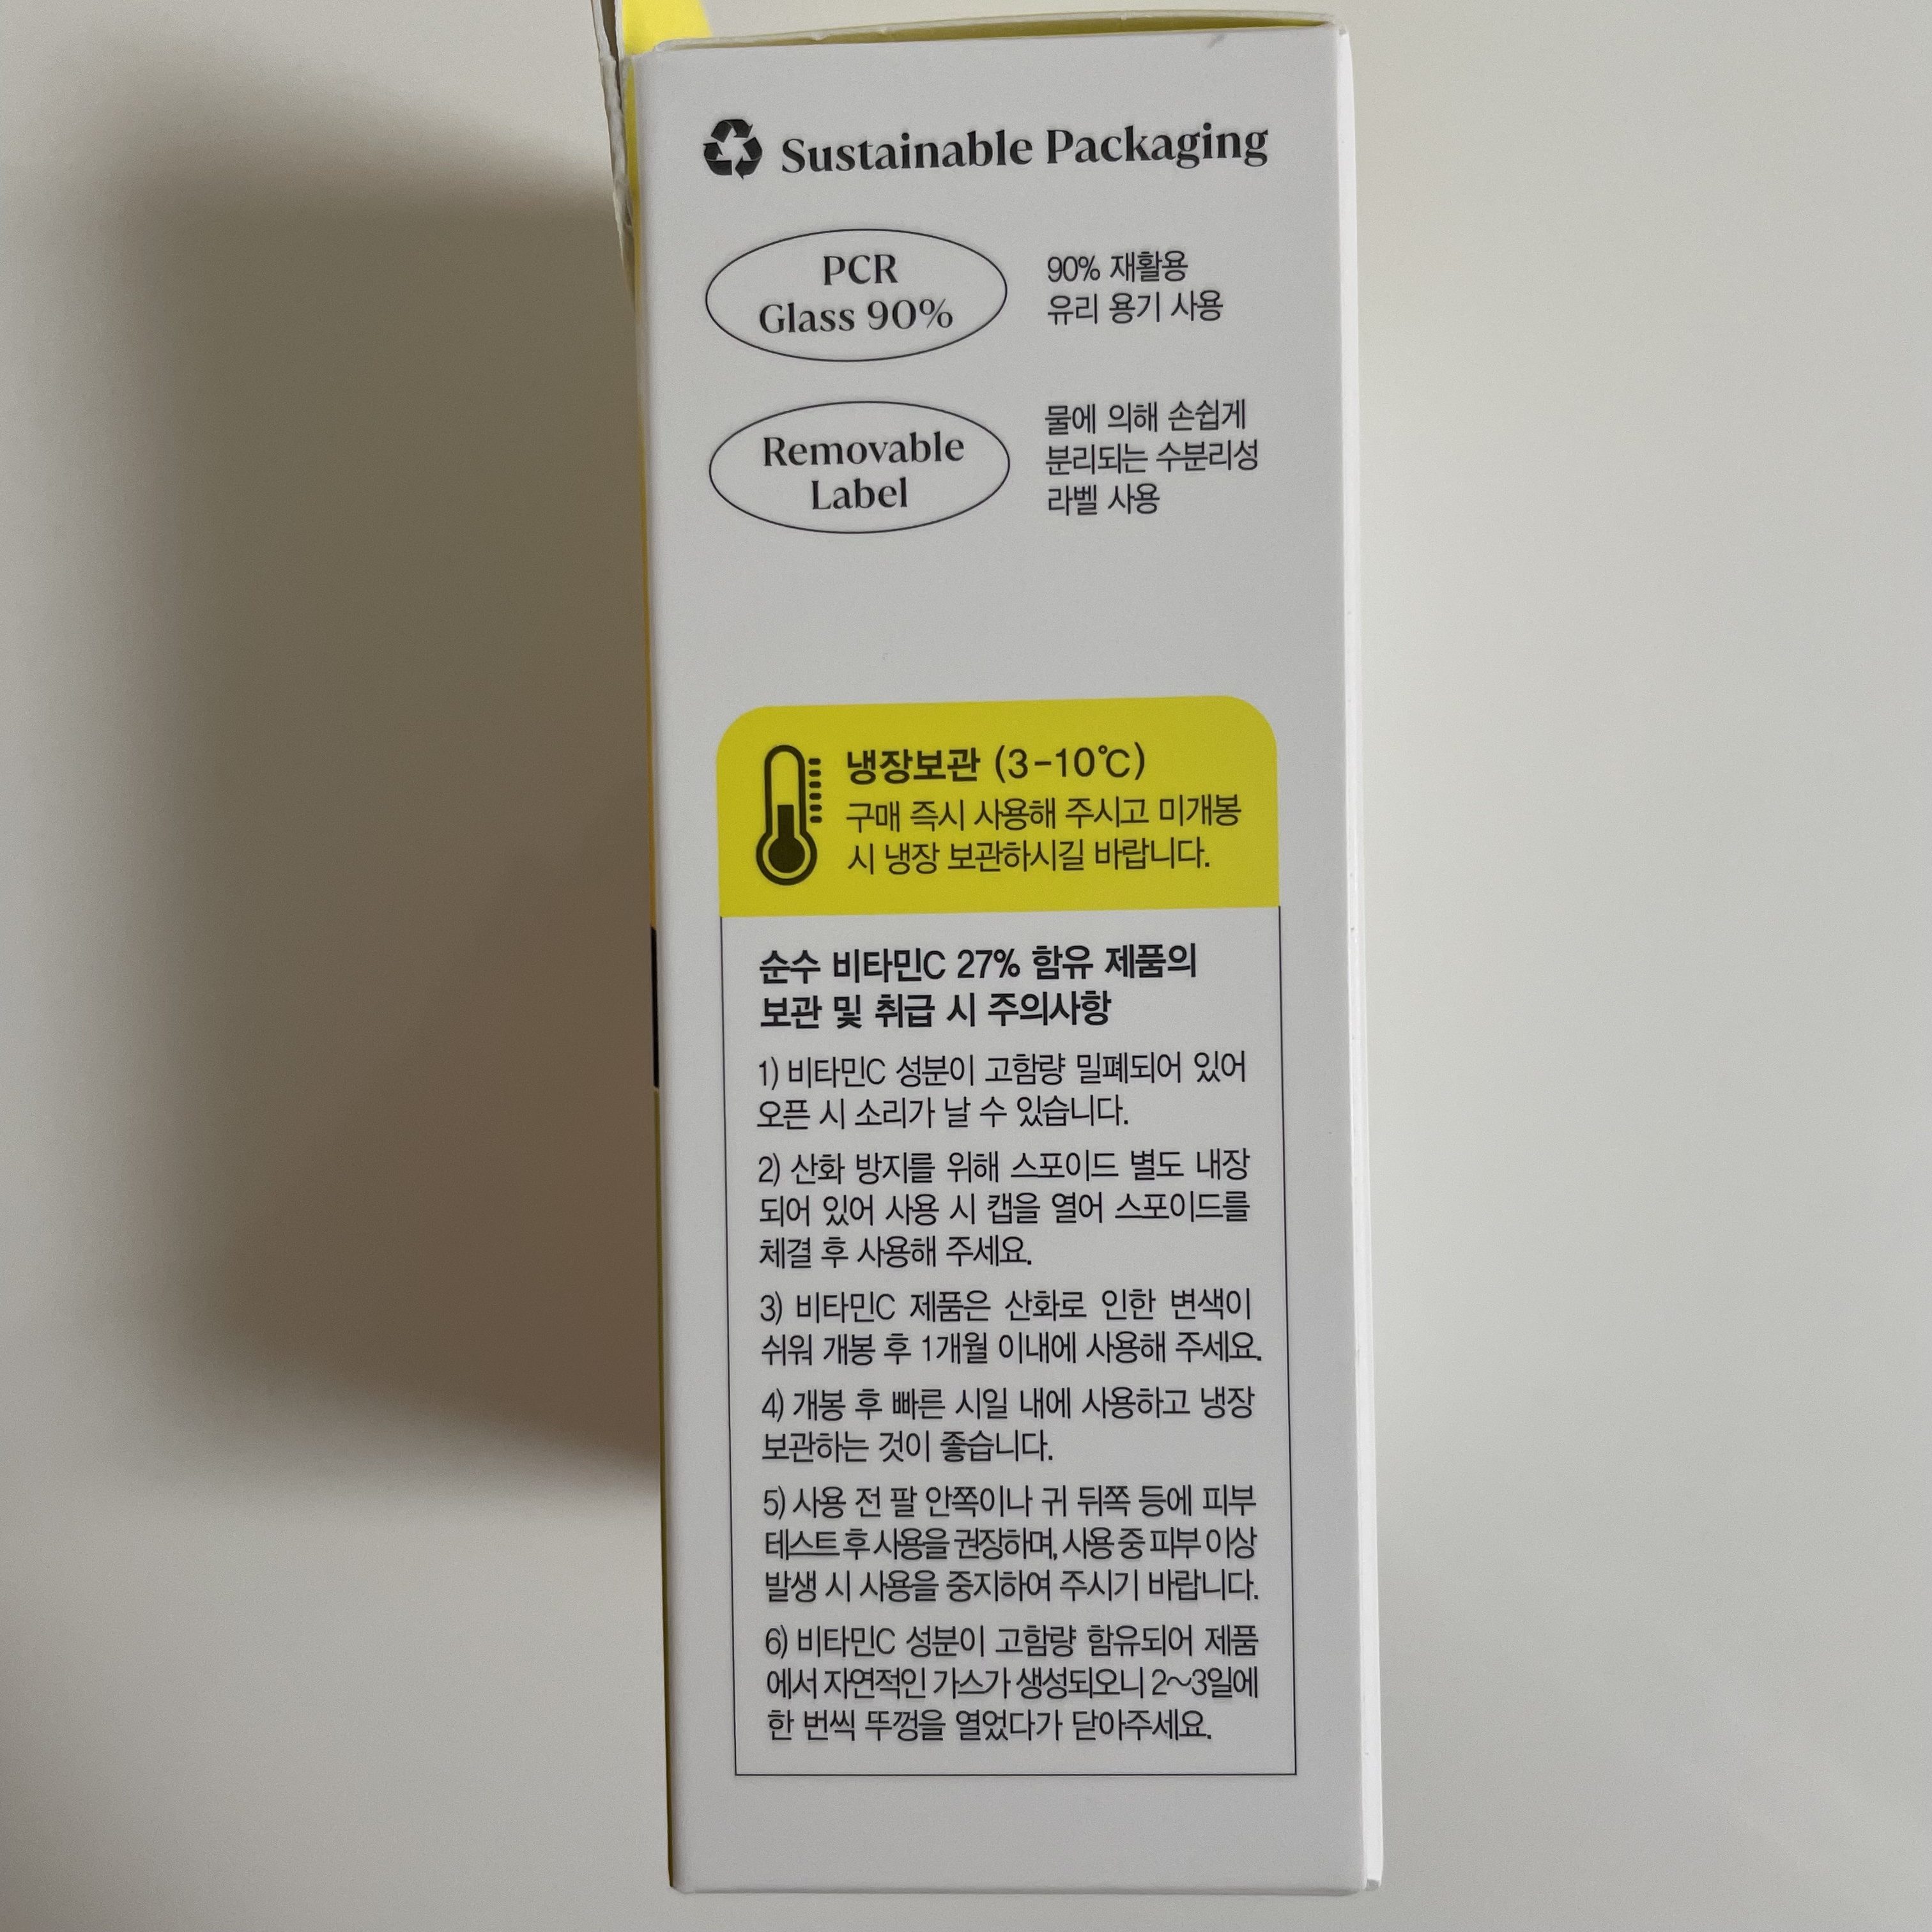 Sustainable Packaging
PCR
Glass 90%
90% 재활용
유리 용기 사용
Removable
Label
물에 의해 손쉽게
분리되는 수분리성
라벨 사용
냉장보관 (3-10℃)
구매 즉시 사용해 주시고 미개봉
시 냉장 보관하시길 바랍니다.
순수 비타민C 27% 함유 제품의
보관 및 취급 시 주의사항
1) 비타민C 성분이 고함량 밀폐되어 있어
오픈 시 소리가 날 수 있습니다.
2) 산화 방지를 위해 스포이드 별도 내장
되어 있어 사용 시 캡을 열어 스포이드를
체결 후 사용해 주세요.
3) 비타민C 제품은 산화로 인한 변색이
쉬워 개봉 후 1개월 이내에 사용해 주세요.
4) 개봉 후 빠른 시일 내에 사용하고 냉장
보관하는 것이 좋습니다.
5) 사용 전 팔 안쪽이나 귀 뒤쪽 등에 피부
테스트 후 사용을 권장하며, 사용 중 피부 이상
발생 시 사용을 중지하여 주시기 바랍니다.
6) 비타민C 성분이 고함량 함유되어 제품
에서 자연적인 가스가 생성되오니 2~3일에
한 번씩 뚜껑을 열었다가 닫아주세요.